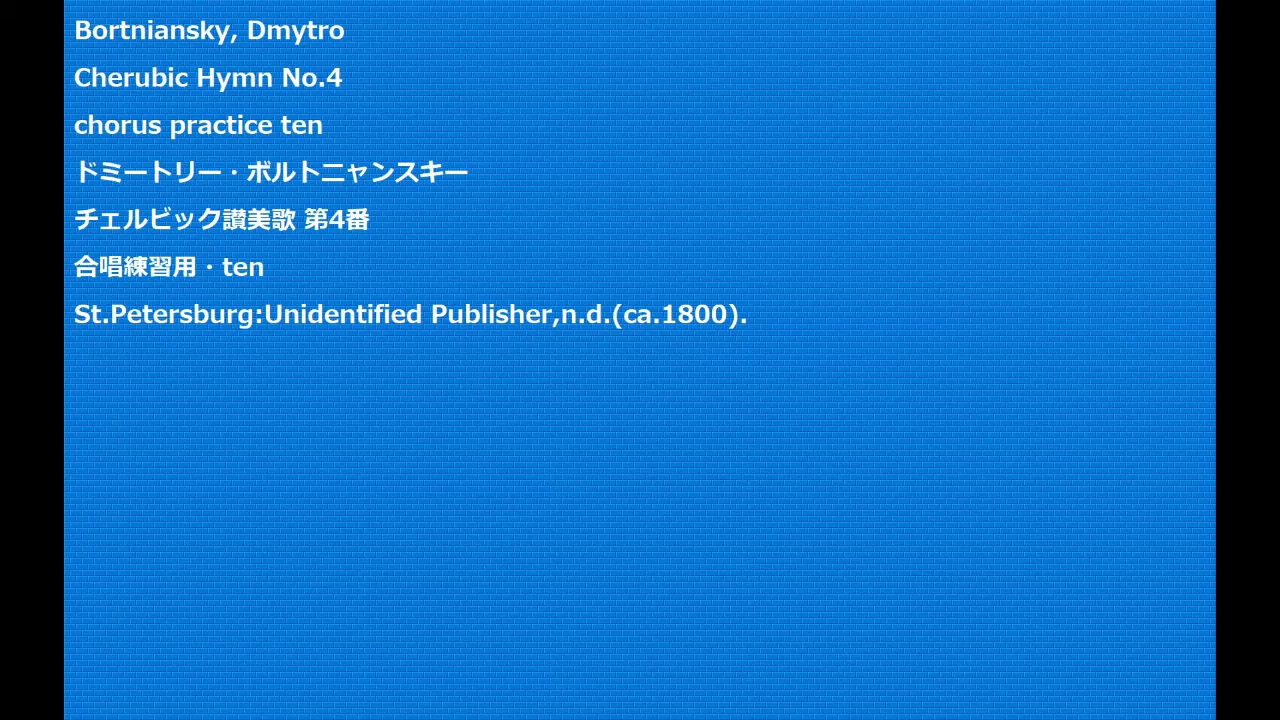 Bortniansky, Dmytro
Cherubic Hymn No.4
chorus practice ten
ドミートリー・ボルトニャンスキー
チェルビック讃美歌 第4番
合唱練習用・ten
St.Petersburg:Unidentified Publisher,n.d.(ca.1800).